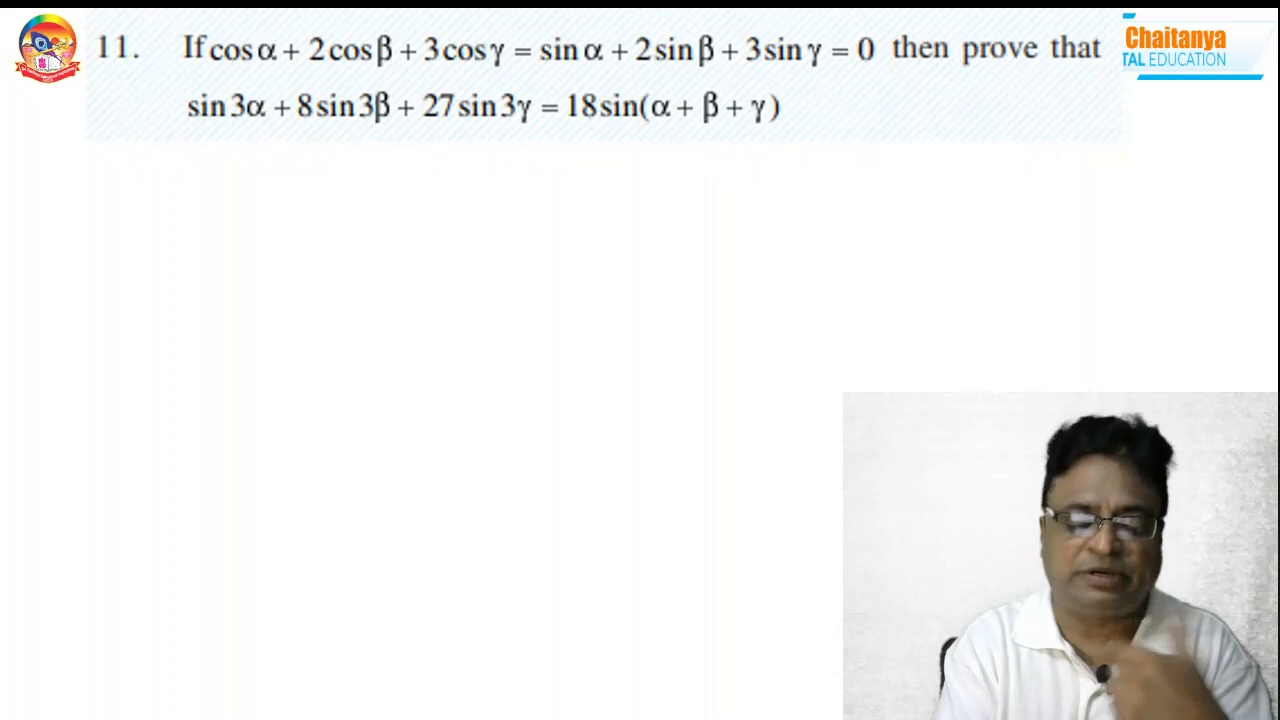 11. If cos α + 2 cos β + 3 cos γ = sin α + 2 sin β + 3 sin γ = 0 then prove that
sin 3α + 8 sin 3β + 27 sin 3γ = 18 sin(α + β + γ)
Chaitanya
TAL EDUCATION